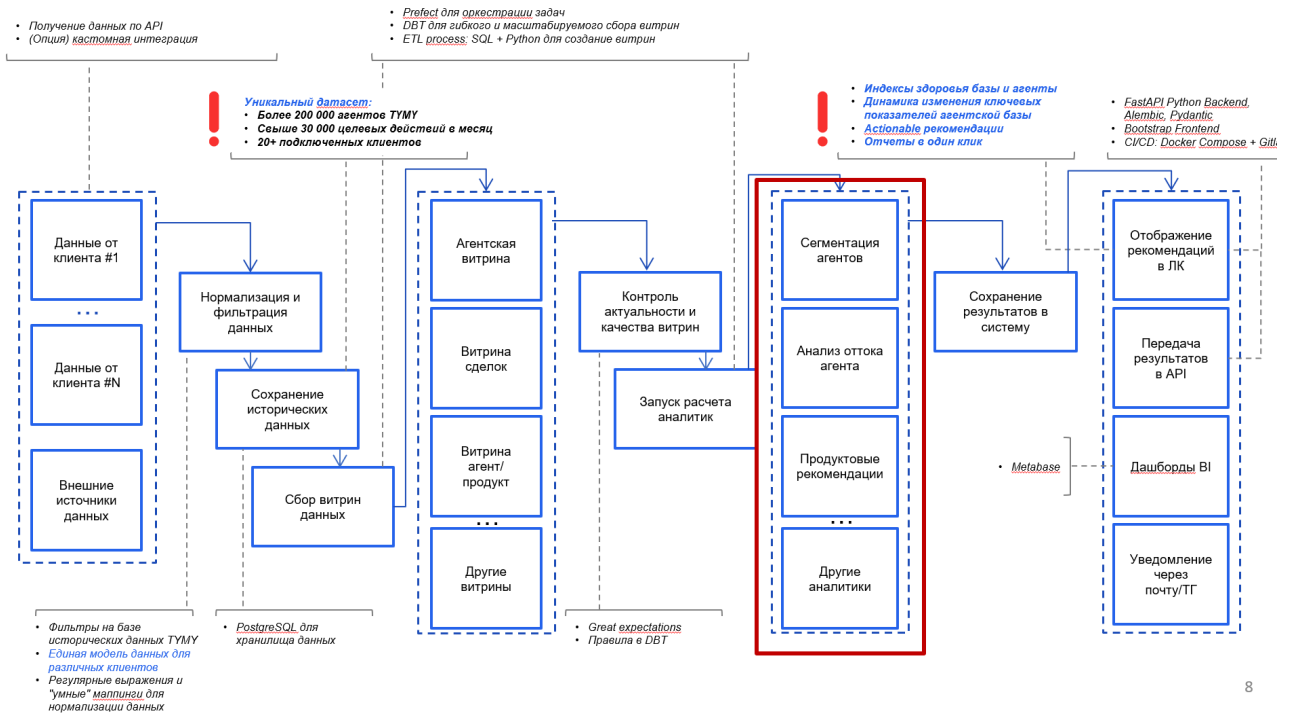 • Получение данных по API
• (Опция) кастомная интеграция
• Prefect для оркестрации задач
• DBT для гибкого и масштабируемого сбора витрин
• ETL process: SQL + Python для создание витрин
Уникальный датасет:
• Более 200 000 агентов TYMY
• Свыше 30 000 целевых действий в месяц
• 20+ подключенных клиентов
• Индексы здоровья базы и агенты
• Динамика изменения ключевых
показателей агентской базы
• Actionable рекомендации
• Отчеты в один клик
• FastAPI Python Backend,
Alembic, Pydantic
• Bootstrap Frontend
• CI/CD: Docker Compose +
Данные от
клиента #1
...
Данные от
клиента #N
Внешние
источники
данных
Нормализация и
фильтрация
данных
Сохранение
исторических
данных
Сбор витрин
данных
Агентская
витрина
Витрина
сделок
Витрина
агент/
продукт
...
Другие
витрины
Контроль
актуальности и
качества витрин
Запуск расчета
аналитик
Сегментация
агентов
Анализ оттока
агента
Продуктовые
рекомендации
...
Другие
аналитики
Сохранение
результатов в
систему
Отображение
рекомендаций
в ЛК
Передача
результатов
в API
• Metabase
Дашборды BI
Уведомление
через
почту/ТГ
• Фильтры на базе
исторических данных TYMY
• Единая модель данных для
различных клиентов
• Регулярные выражения и
"умные" маппинги для
нормализации данных
• PostgreSQL для
хранилища данных
• Great expectations
• Правила в DBT
8